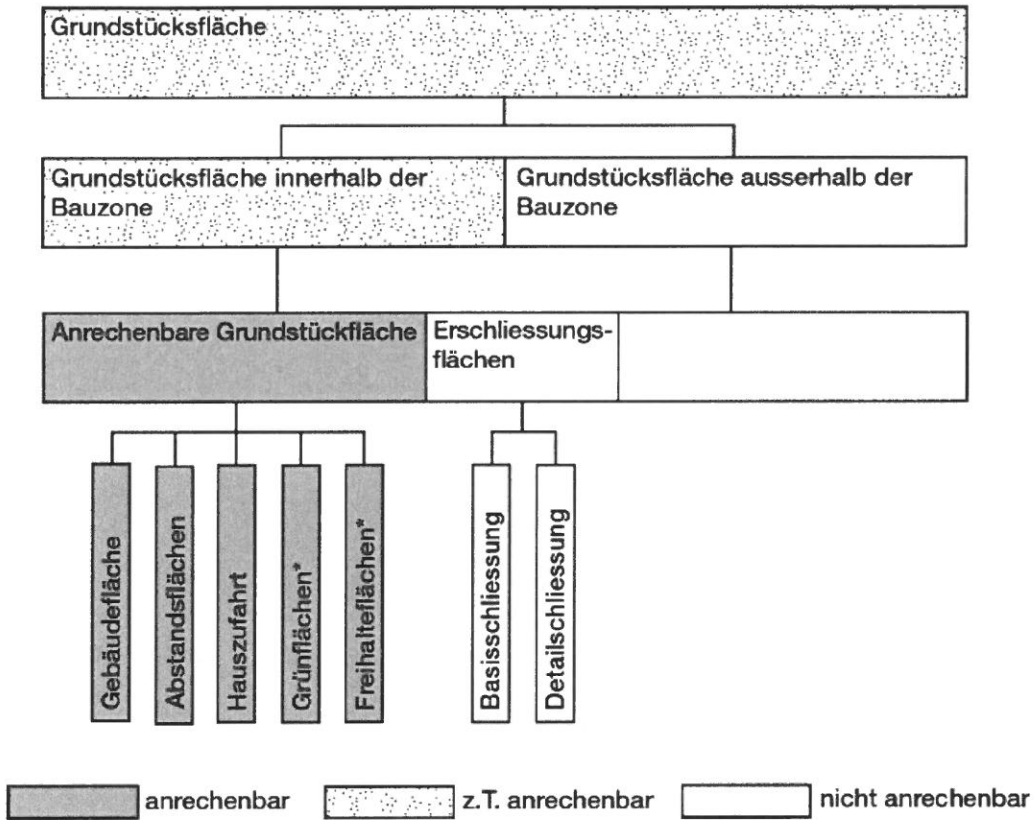 Grundstücksfläche
Grundstücksfläche innerhalb der
Bauzone
Grundstücksfläche ausserhalb der
Bauzone
Anrechenbare Grundstückfläche
Erschliessungs-
flächen
Gebäudefläche
Abstandsflächen
Hauszufahrt
Grünflächen*
Freihalteflächen*
Basisschliessung
Detailschliessung
anrechenbar
z.T. anrechenbar
nicht anrechenbar